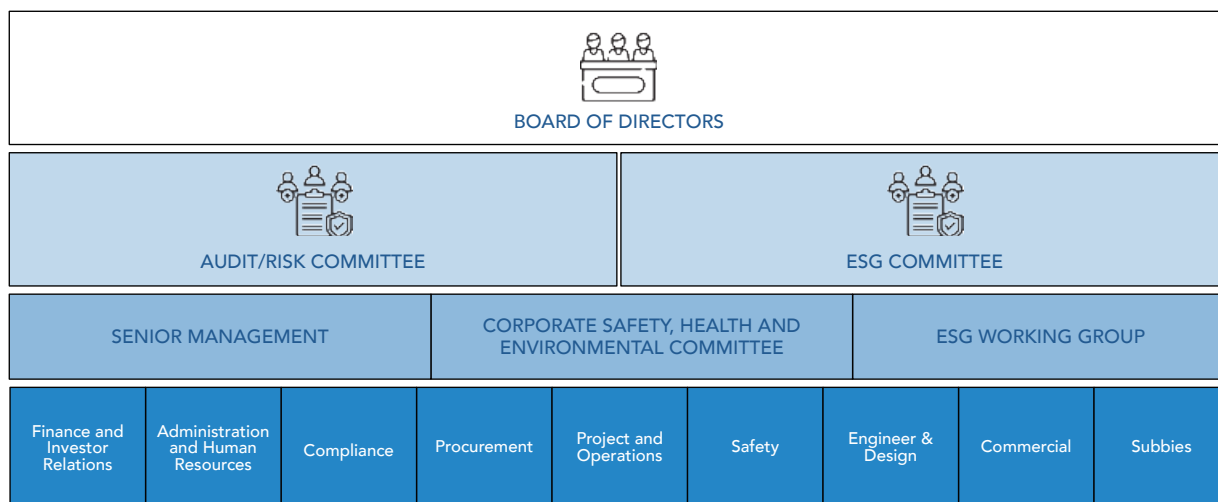 BOARD OF DIRECTORS
AUDIT/RISK COMMITTEE
ESG COMMITTEE
SENIOR MANAGEMENT
CORPORATE SAFETY, HEALTH AND
ENVIRONMENTAL COMMITTEE
ESG WORKING GROUP
Finance and
Investor
Relations
Administration
and Human
Resources
Compliance
Procurement
Project and
Operations
Safety
Engineer &
Design
Commercial
Subbies